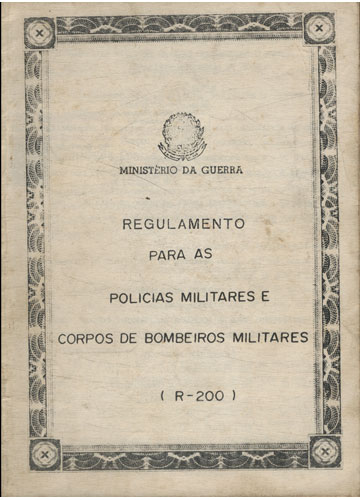 MINISTÉRIO DA GUERRA
REGULAMENTO
PARA AS
POLICIAS MILITARES E
CORPOS DE BOMBEIROS MILITARES
( R-200 )